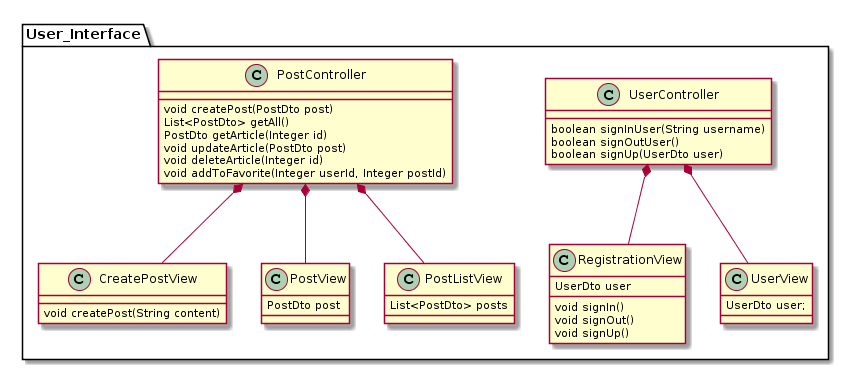 User_Interface
C PostController
void createPost(PostDto post)
List<PostDto> getAll()
PostDto getArticle(Integer id)
void updateArticle(PostDto post)
void deleteArticle(Integer id)
void addToFavorite(Integer userId, Integer postId)
C UserController
boolean signInUser(String username)
boolean signOutUser()
boolean signUp(UserDto user)
C CreatePostView
void createPost(String content)
C PostView
PostDto post
C PostListView
List<PostDto> posts
C RegistrationView
UserDto user
void signIn()
void signOut()
void signUp()
C UserView
UserDto user;